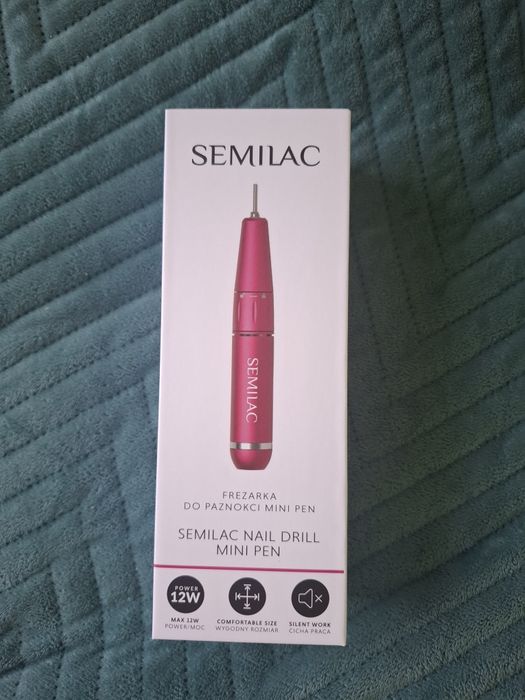 SEMILAC
SEMILAC
FREZARKA
DO PAZNOKCI MINI PEN
SEMILAC NAIL DRILL
MINI PEN
POWER
12W
MAX 12W
POWER/MOC
COMFORTABLE SIZE
WYGODNY ROZMIAR
SILENT WORK
CICHA PRACA